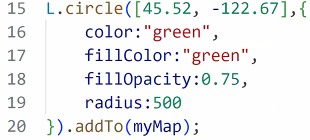 15 L.circle([45.52, -122.67],{
16     color:"green",
17     fillColor:"green",
18     fillOpacity:0.75,
19     radius:500
20 }).addTo(myMap);